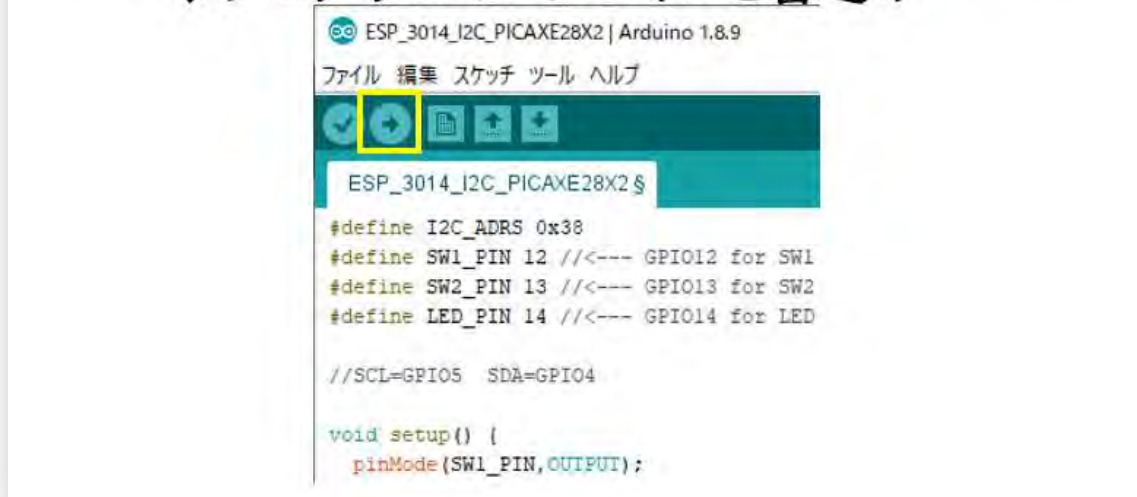 ESP_3014_I2C_PICAXE28X2 | Arduino 1.8.9
ファイル 編集 スケッチ ツール ヘルプ
ESP_3014_I2C_PICAXE28X2 §
#define I2C_ADRS 0x38
#define SW1_PIN 12 //<--- GPIO12 for SW1
#define SW2_PIN 13 //<--- GPIO13 for SW2
#define LED_PIN 14 //<--- GPIO14 for LED
//SCL=GPIO5 SDA=GPIO4
void setup() {
pinMode(SW1_PIN,OUTPUT);